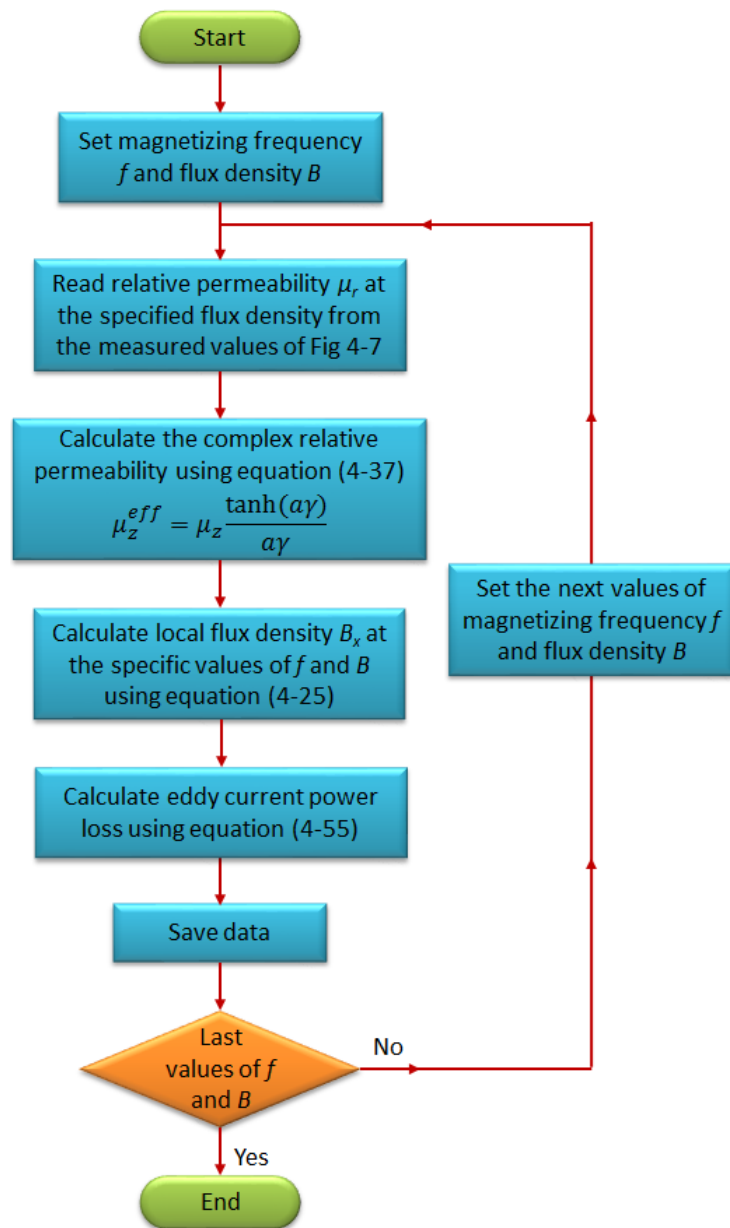 Start
Set magnetizing frequency
f and flux density B
Read relative permeability μr at
the specified flux density from
the measured values of Fig 4-7
Calculate the complex relative
permeability using equation (4-37)
μ_z^{eff} = μ_z tanh(aγ)/aγ
Calculate local flux density Bx at
the specific values of f and B
using equation (4-25)
Calculate eddy current power
loss using equation (4-55)
Save data
Last
values of f
and B
No
Set the next values of
magnetizing frequency f
and flux density B
Yes
End